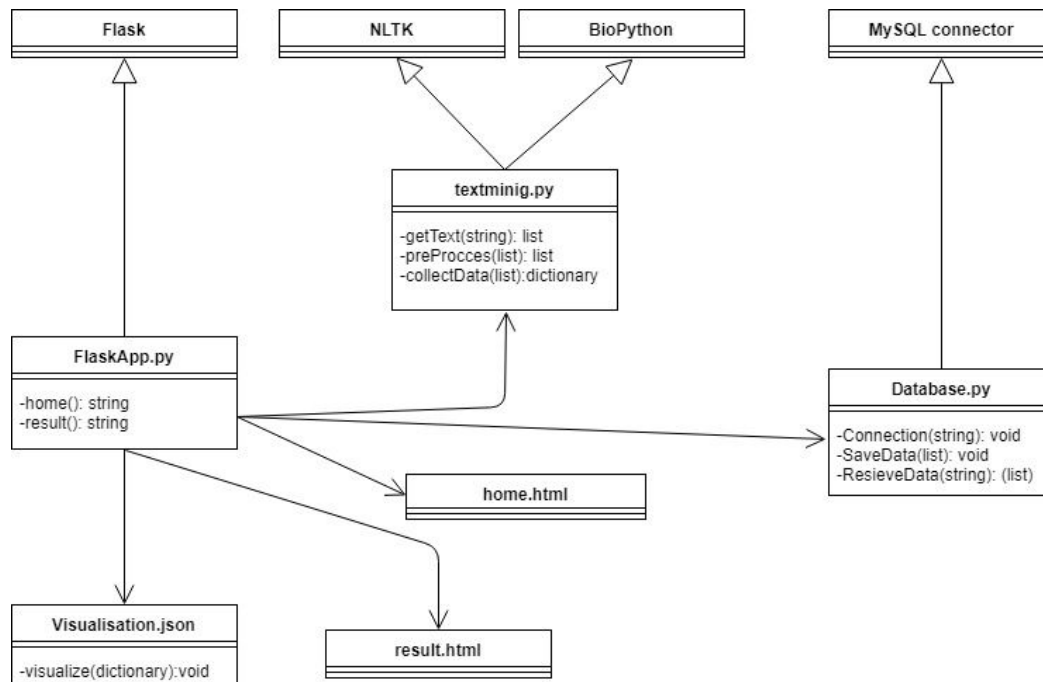 Flask
NLTK
BioPython
MySQL connector
textminig.py
-getText(string): list
-preProcces(list): list
-collectData(list):dictionary
FlaskApp.py
-home(): string
-result(): string
Database.py
-Connection(string): void
-SaveData(list): void
-ResieveData(string): (list)
home.html
Visualisation.json
-visualize(dictionary):void
result.html